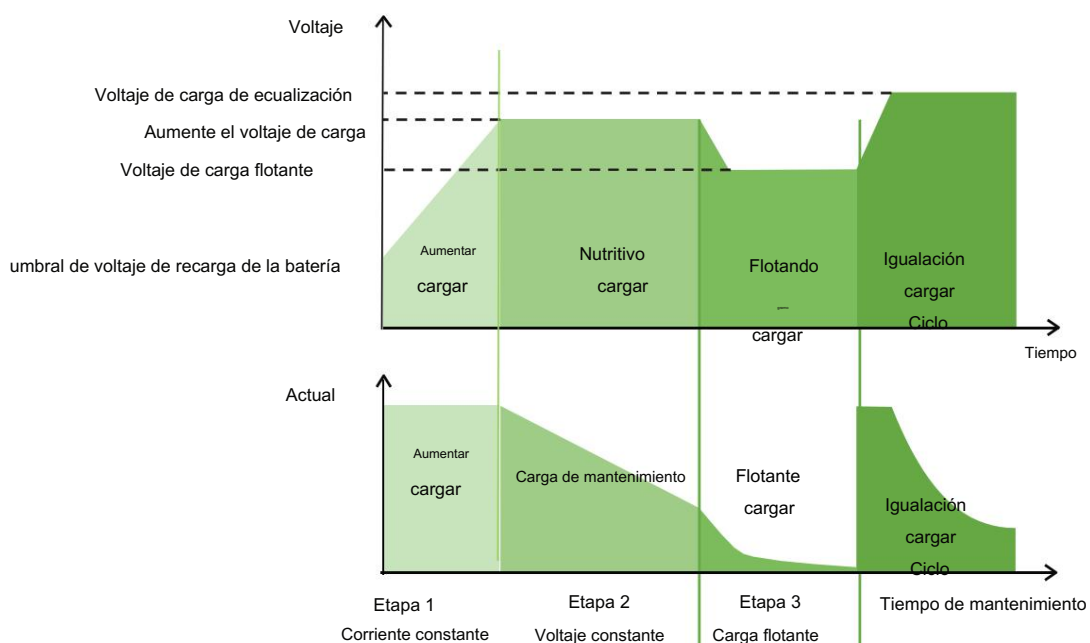 Voltaje
Voltaje de carga de ecualización
Aumente el voltaje de carga
Voltaje de carga flotante
umbral de voltaje de recarga de la batería
Aumentar
cargar
Nutritivo
cargar
Flotando
_
cargar
Igualación
cargar
Ciclo
Tiempo
Actual
Aumentar
cargar
Carga de mantenimiento
Flotante
cargar
Igualación
cargar
Ciclo
Etapa 1
Etapa 2
Etapa 3
Tiempo de mantenimiento
Corriente constante
Voltaje constante
Carga flotante